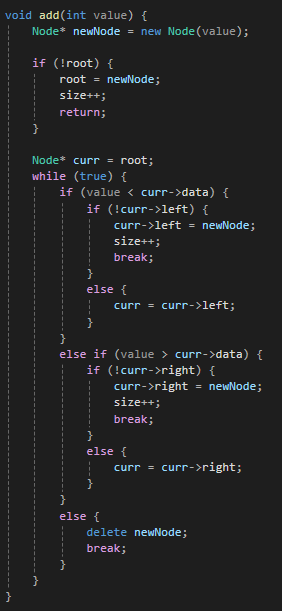 void add(int value) {
    Node* newNode = new Node(value);

    if (!root) {
        root = newNode;
        size++;
        return;
    }

    Node* curr = root;
    while (true) {
        if (value < curr->data) {
            if (!curr->left) {
                curr->left = newNode;
                size++;
                break;
            }
            else {
                curr = curr->left;
            }
        }
        else if (value > curr->data) {
            if (!curr->right) {
                curr->right = newNode;
                size++;
                break;
            }
            else {
                curr = curr->right;
            }
        }
        else {
            delete newNode;
            break;
        }
    }
}